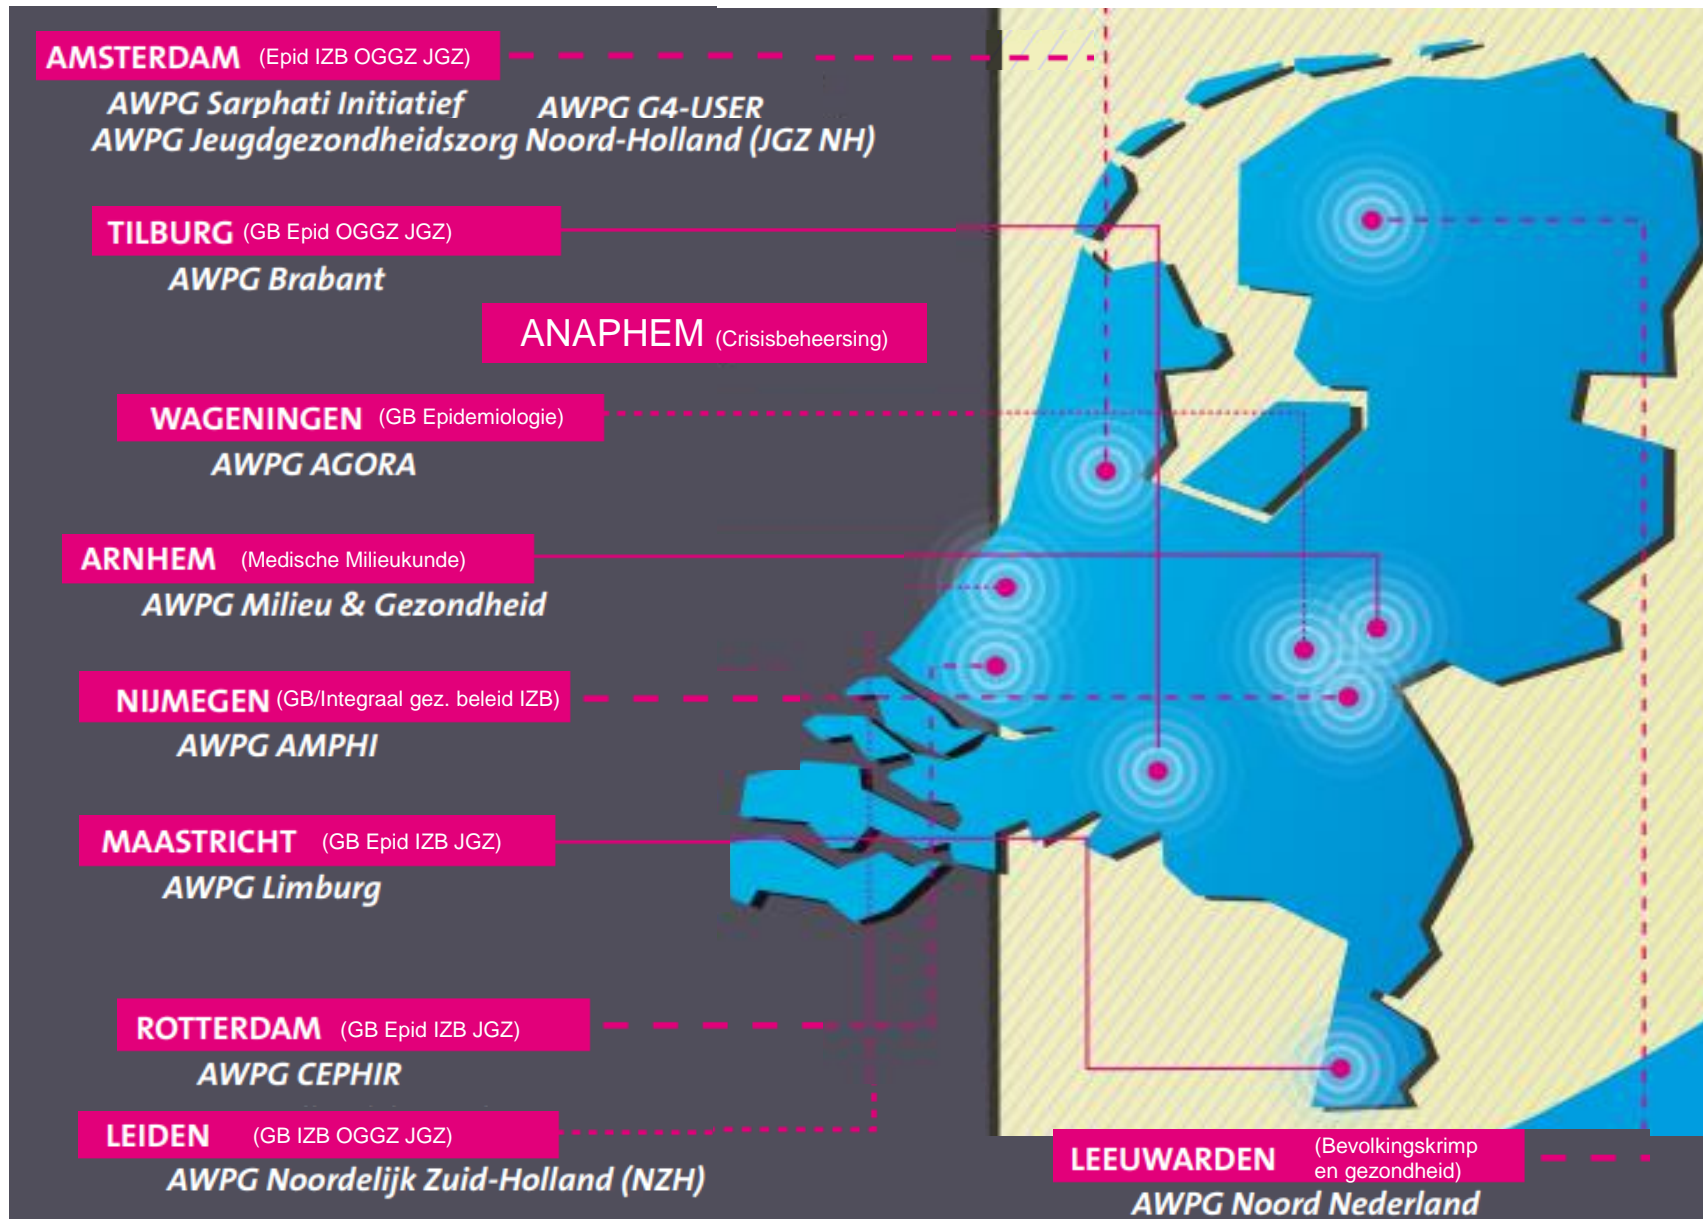 AMSTERDAM (Epid IZB OGGZ JGZ)
AWPG Sarphati Initiatief AWPG G4-USER
AWPG Jeugdgezondheidszorg Noord-Holland (JGZ NH)
TILBURG (GB Epid OGGZ JGZ)
AWPG Brabant
ANAPHEM (Crisisbeheersing)
WAGENINGEN (GB Epidemiologie)
AWPG AGORA
ARNHEM (Medische Milieukunde)
AWPG Milieu & Gezondheid
NIJMEGEN (GB/Integraal gez. beleid IZB)
AWPG AMPHI
MAASTRICHT (GB Epid IZB JGZ)
AWPG Limburg
ROTTERDAM (GB Epid IZB JGZ)
AWPG CEPHIR
LEIDEN (GB IZB OGGZ JGZ)
AWPG Noordelijk Zuid-Holland (NZH)
LEEUWARDEN (Bevolkingskrimp
en gezondheid)
AWPG Noord Nederland